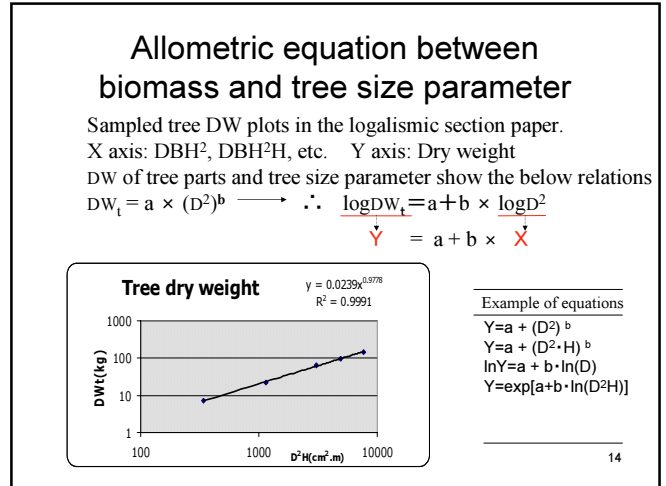 Allometric equation between
biomass and tree size parameter
Sampled tree DW plots in the logalismic section paper.
X axis: DBH², DBH²H, etc. Y axis: Dry weight
DW of tree parts and tree size parameter show the below relations
DWₜ = a × (D²)ᵇ ⟶ ∴ logDWₜ=a+b × logD²
Y = a + b × X
Tree dry weight
y = 0.0239x⁰·⁹⁷⁷⁸
R² = 0.9991
1000
100
10
1
DWt(kg)
100 1000 10000
D²H(cm².m)
Example of equations
Y=a + (D²) ᵇ
Y=a + (D²・H) ᵇ
lnY=a + b・ln(D)
Y=exp[a+b・ln(D²H)]
14